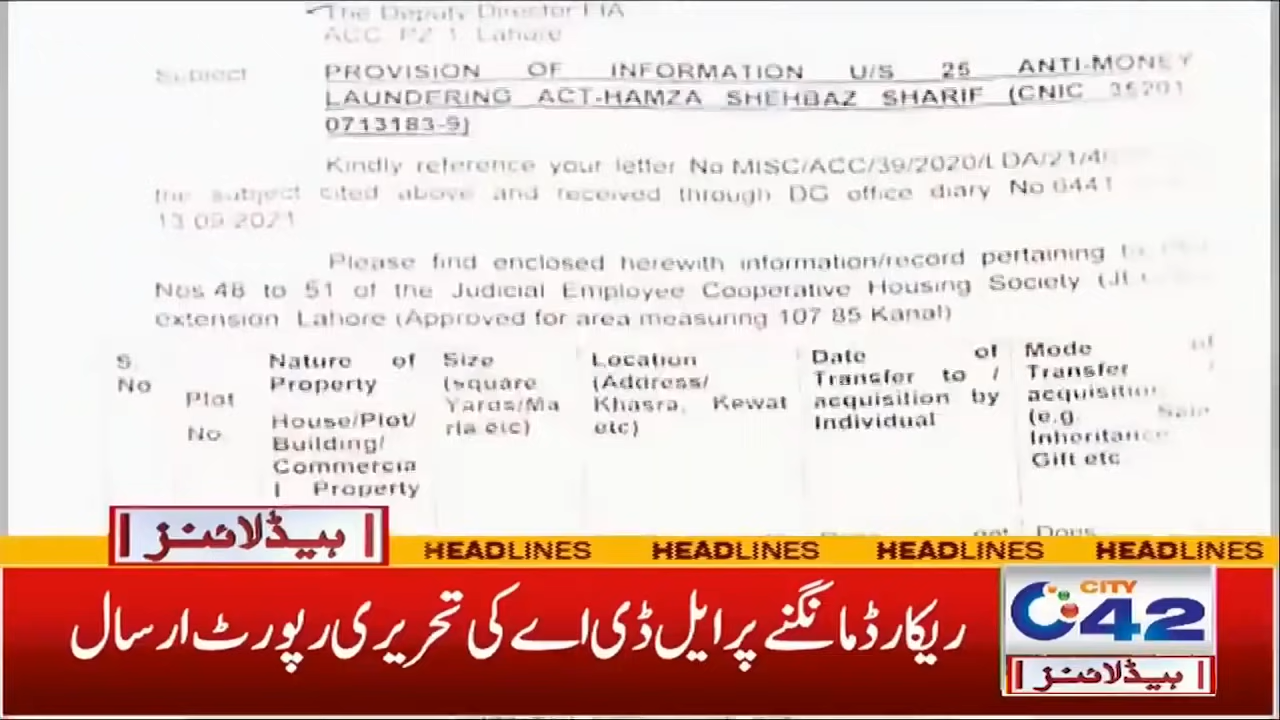 The Deputy Director FIA
ACC, PZ 1, Lahore
Subject PROVISION OF INFORMATION U/S 25 ANTI-MONEY
LAUNDERING ACT-HAMZA SHEHBAZ SHARIF (CNIC 35201
0713183-9)
Kindly reference your letter No MISC/ACC/39/2020/LDA/21/
the subject cited above and received through DG office diary No 6441
13.09.2021
Please find enclosed herewith information/record pertaining to
Nos 48 to 51 of the Judicial Employee Cooperative Housing Society
extension Lahore (Approved for area measuring 107 85 Kanal)
S. No
Plot No
Nature of Property House/Plot/ Building/ Commercia l Property
Size (square Yards/Ma rla etc)
Location (Address/ Khasra, Kewat etc)
Date of Transfer to / acquisition by Individual
Mode of Transfer / acquisition (e.g. Sale Inheritance Gift etc
ہیڈلائنز
HEADLINES HEADLINES HEADLINES HEADLINES
ریکارڈ مانگنے پر ایل ڈی اے کی تحریری رپورٹ ارسال
CITY
42
ہیڈلائنز